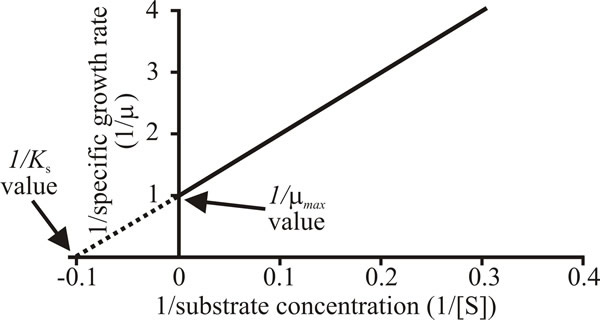 1/specific growth rate
(1/μ)
4
3
2
1
1/Ks
value
1/μmax
value
-0.1
0
0.1
0.2
0.3
0.4
1/substrate concentration (1/[S])